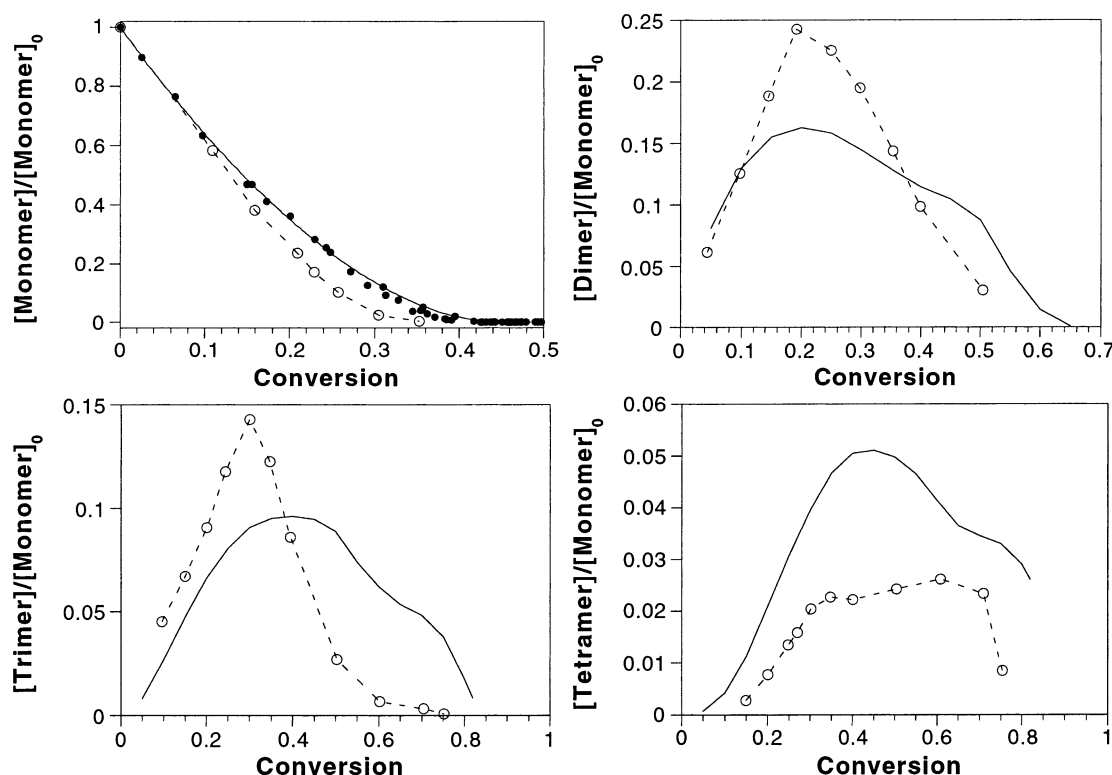 [Monomer]/[Monomer]₀
1
0.8
0.6
0.4
0.2
0
0 0.1 0.2 0.3 0.4 0.5
Conversion
[Dimer]/[Monomer]₀
0.25
0.20
0.15
0.1
0.05
0
0 0.1 0.2 0.3 0.4 0.5 0.6 0.7
Conversion
[Trimer]/[Monomer]₀
0.15
0.1
0.05
0
0 0.2 0.4 0.6 0.8 1
Conversion
[Tetramer]/[Monomer]₀
0.06
0.05
0.04
0.03
0.02
0.01
0
0 0.2 0.4 0.6 0.8 1
Conversion